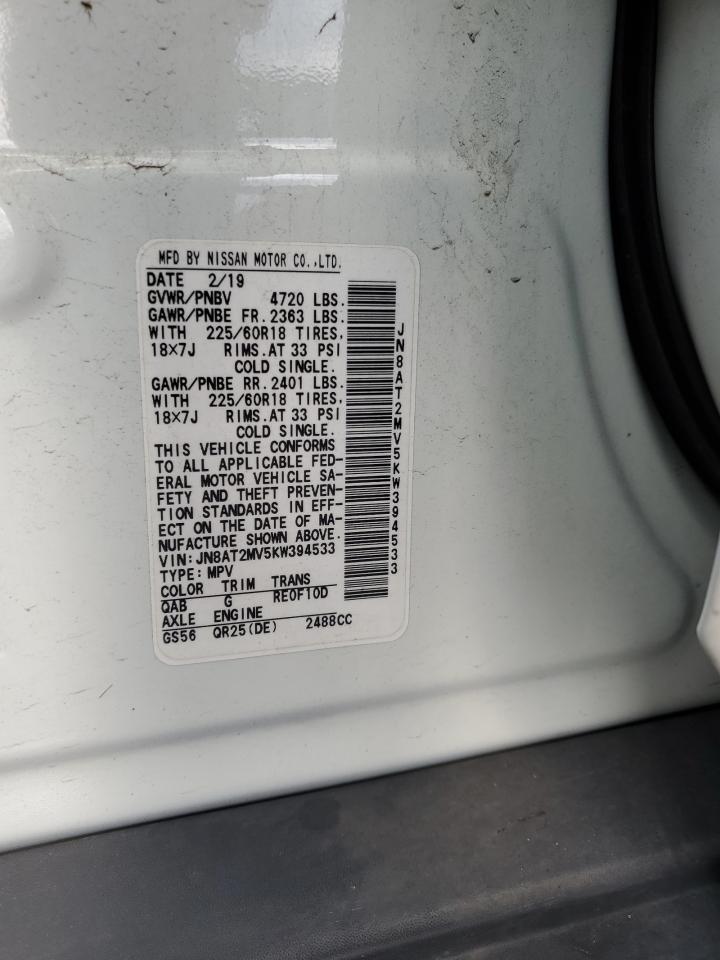 MFD BY NISSAN MOTOR CO.,LTD.
DATE 2/19
GVWR/PNBV 4720 LBS.
GAWR/PNBE FR. 2363 LBS.
WITH 225/60R18 TIRES,
18×7J RIMS. AT 33 PSI
COLD SINGLE.
GAWR/PNBE RR. 2401 LBS.
WITH 225/60R18 TIRES,
18×7J RIMS. AT 33 PSI
COLD SINGLE.
THIS VEHICLE CONFORMS
TO ALL APPLICABLE FED-
ERAL MOTOR VEHICLE SA-
FETY AND THEFT PREVEN-
TION STANDARDS IN EFF-
ECT ON THE DATE OF MA-
NUFACTURE SHOWN ABOVE.
VIN:JN8AT2MV5KW394533
TYPE:MPV
COLOR TRIM TRANS
QAB G RE0F10D
AXLE ENGINE
GS56 QR25(DE) 2488CC
JN8AT2MV5KW394533